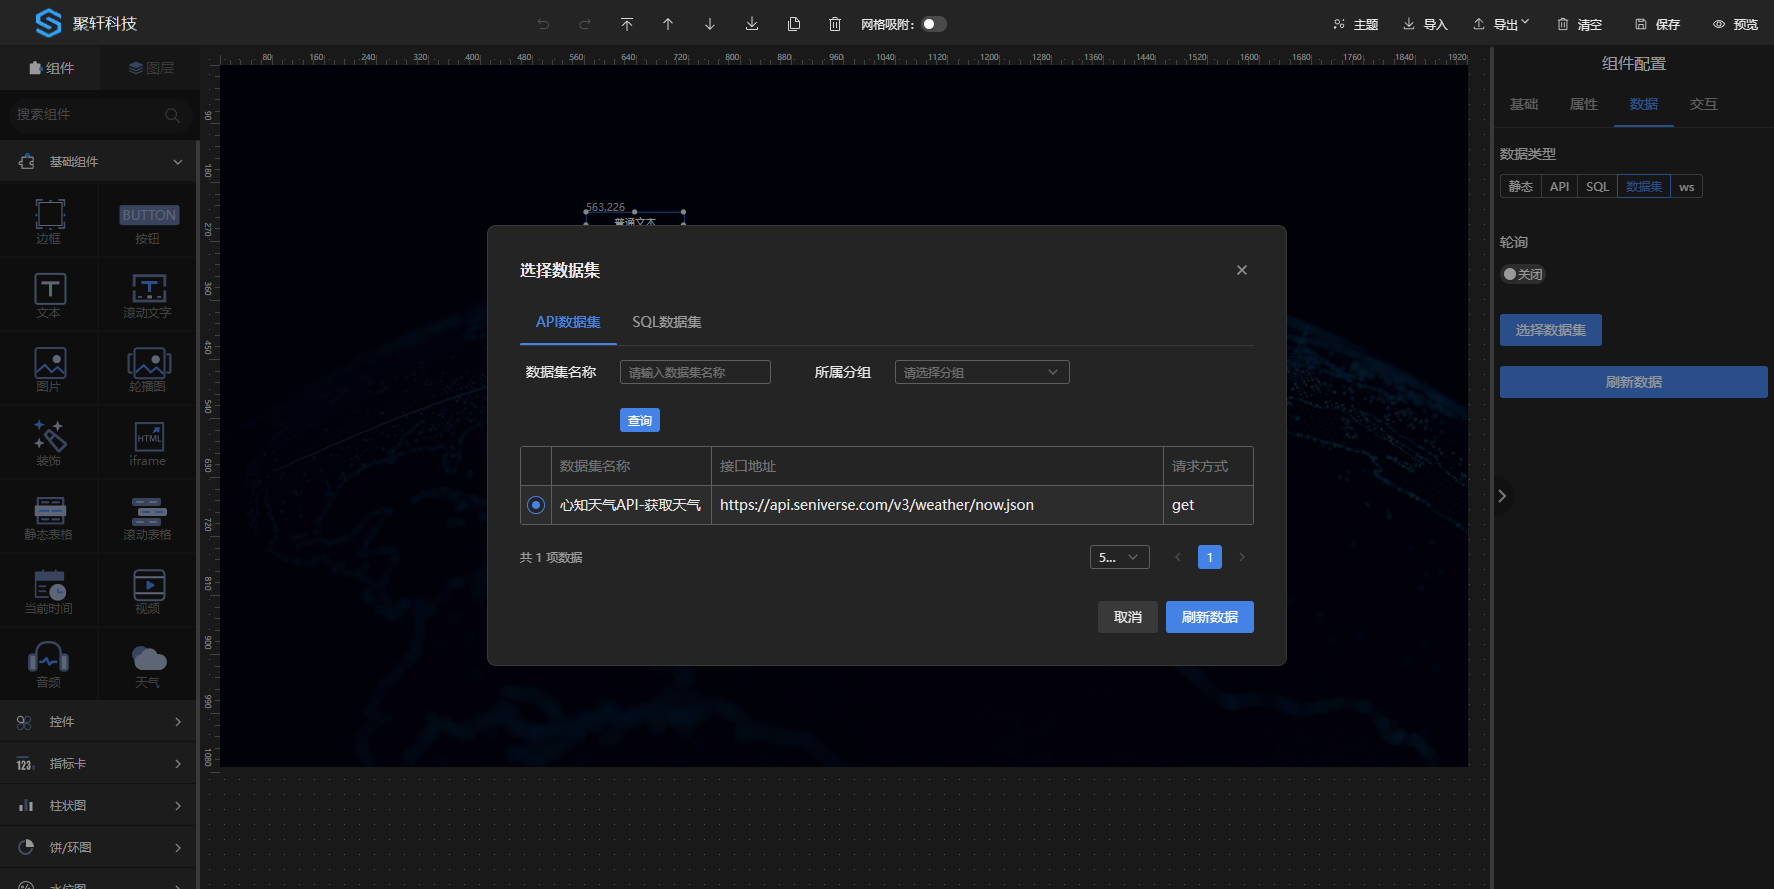 聚轩科技
网格吸附:
主题
导入
导出
清空
保存
预览
组件
图层
搜索组件
基础组件
边框
BUTTON
按钮
T
文本
T
滚动文字
图片
轮播图
装饰
HTML
iframe
静态表格
滚动表格
当前时间
视频
音频
天气
控件
123
指标卡
柱状图
饼/环图
水位图
80 160 240 320 400 480 560 640 720 800 880 960 1040 1120 1200 1280 1360 1440 1520 1600 1680 1760 1840 1920
90
180
270
360
450
540
630
720
810
900
990
1080
563,226
普通文本
选择数据集
API数据集 SQL数据集
数据集名称 请输入数据集名称 所属分组 请选择分组
查询
数据集名称 接口地址 请求方式
心知天气API-获取天气 https://api.seniverse.com/v3/weather/now.json get
共 1 项数据
5...
1
取消
刷新数据
组件配置
基础 属性 数据 交互
数据类型
静态 API SQL 数据集 ws
轮询
关闭
选择数据集
刷新数据